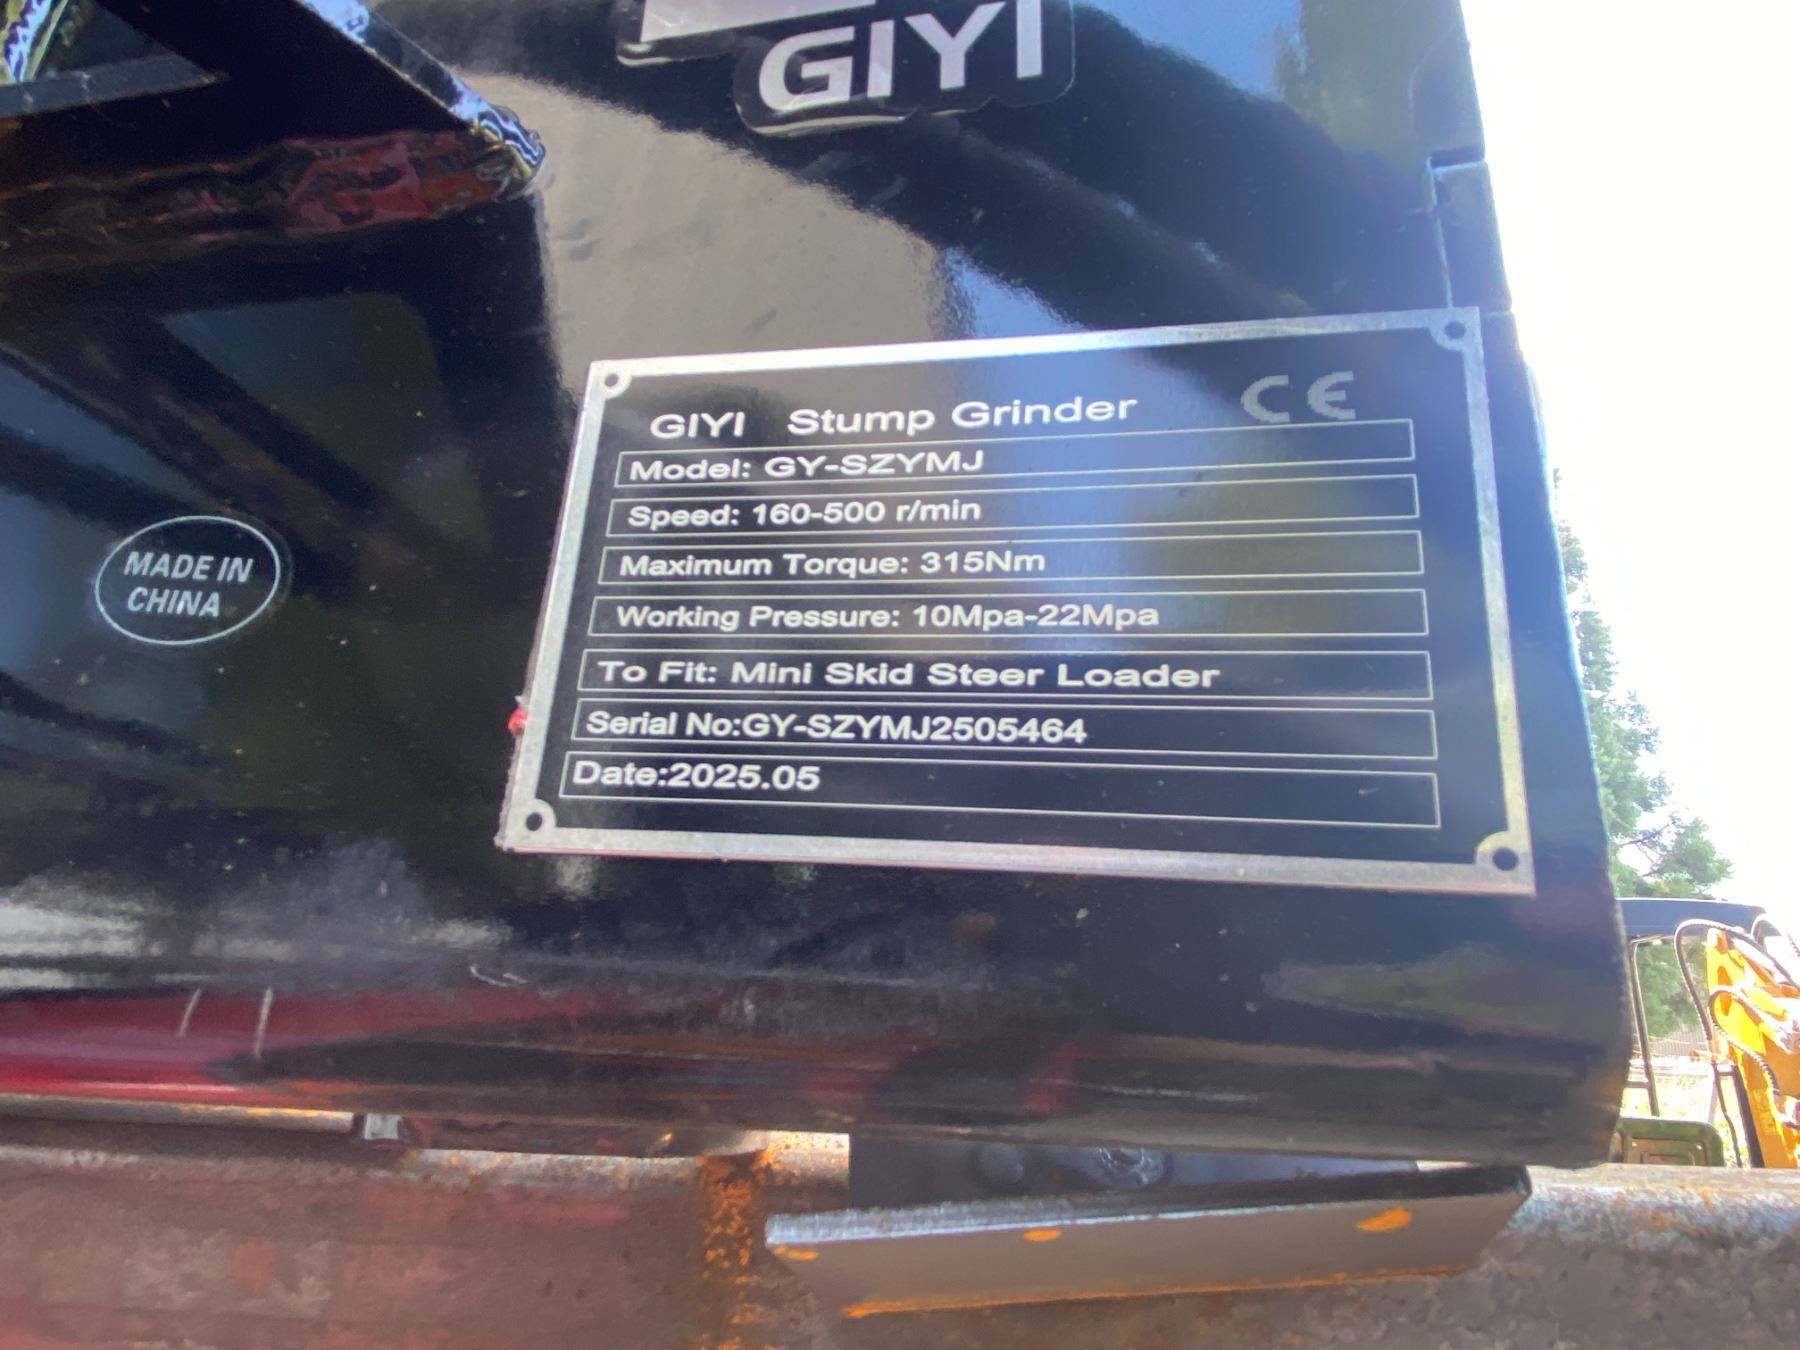 GIYI
GIYI Stump Grinder CE
Model: GY-SZYMJ
Speed: 160-500 r/min
Maximum Torque: 315Nm
Working Pressure: 10Mpa-22Mpa
To Fit: Mini Skid Steer Loader
Serial No:GY-SZYMJ2505464
Date:2025.05
MADE IN
CHINA